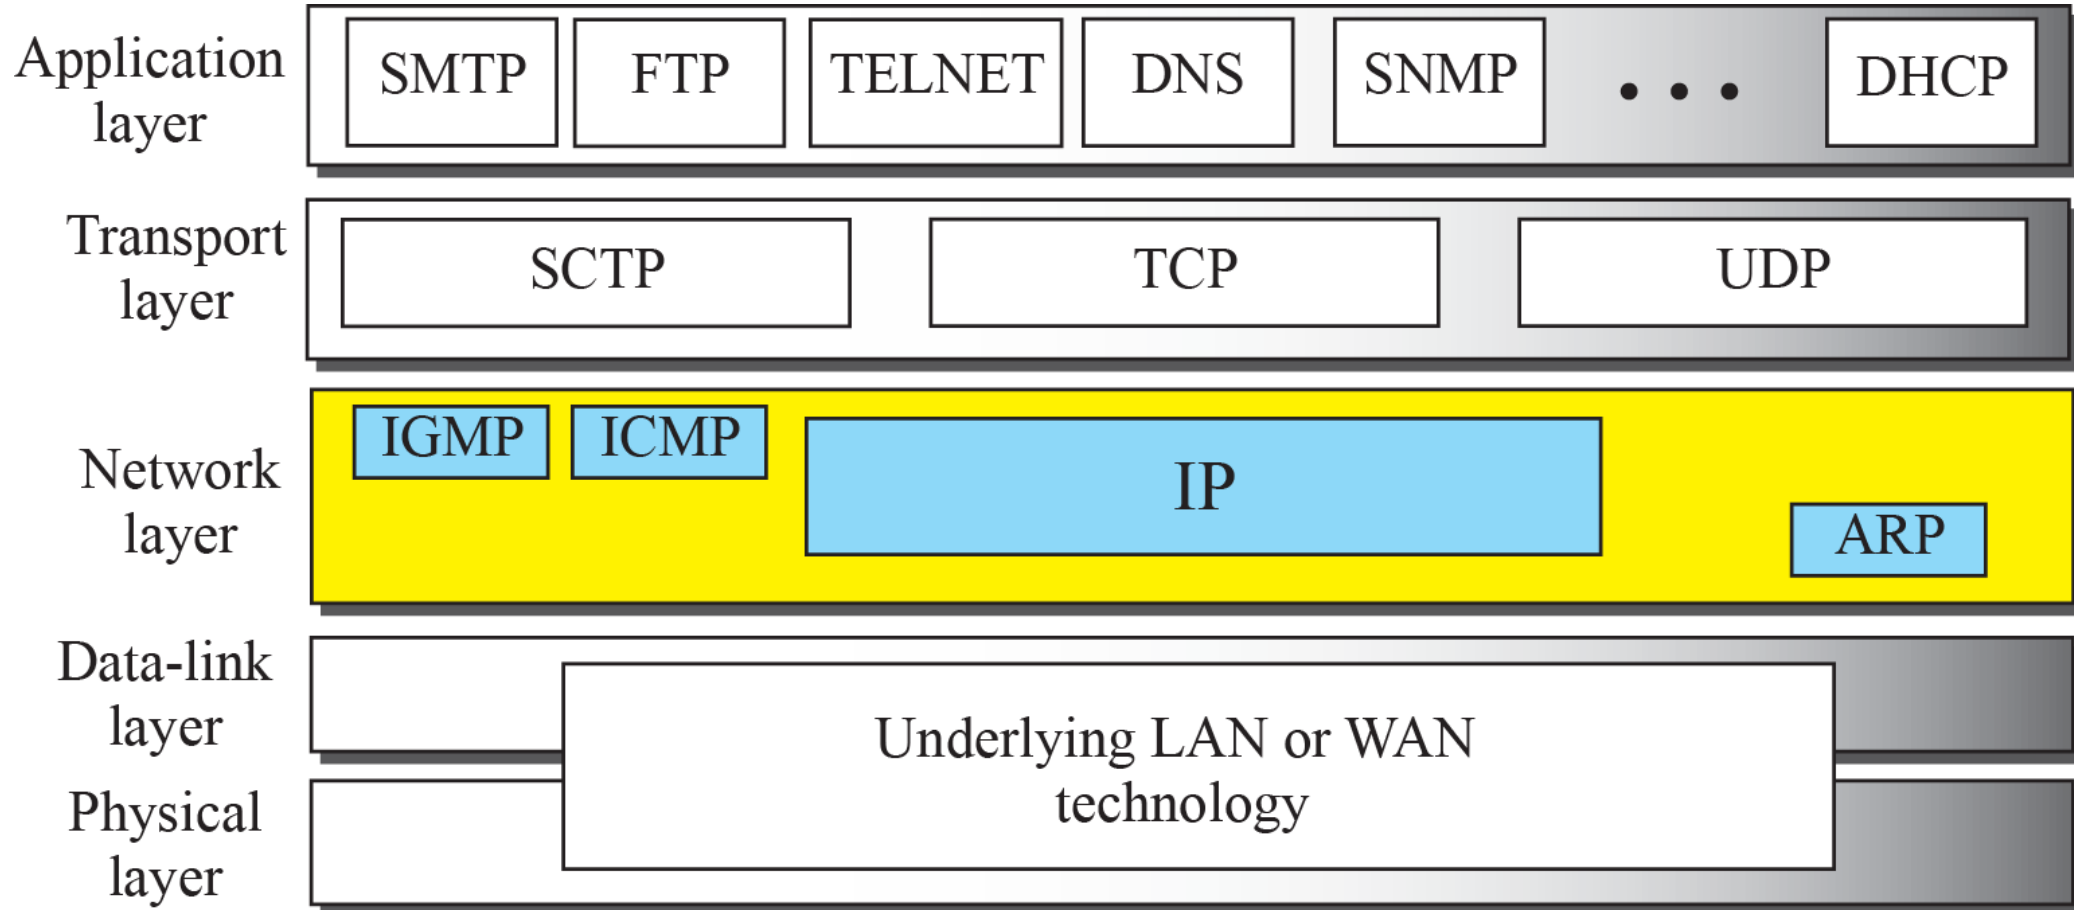 Application
layer
SMTP
FTP
TELNET
DNS
SNMP
• • •
DHCP
Transport
layer
SCTP
TCP
UDP
Network
layer
IGMP
ICMP
IP
ARP
Data-link
layer
Physical
layer
Underlying LAN or WAN
technology